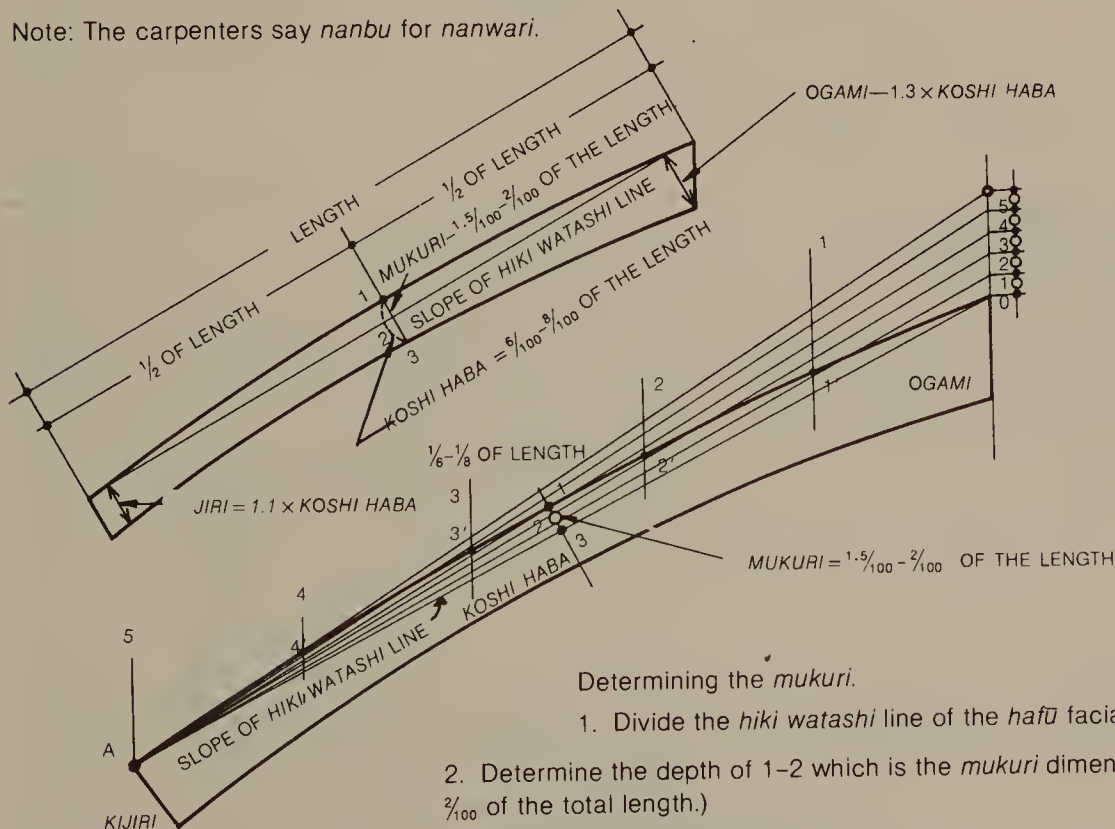 Note: The carpenters say nanbu for nanwari.
OGAMI—1.3 × KOSHI HABA
LENGTH
½ OF LENGTH
½ OF LENGTH
MUKURI–1.5/100–2/100 OF THE LENGTH
SLOPE OF HIKI WATASHI LINE
1
2
3
KOSHI HABA = 6/100–8/100 OF THE LENGTH
JIRI = 1.1 × KOSHI HABA
5
4
3
2
1
0
1
1'
OGAMI
2
2'
⅙–⅛ OF LENGTH
3
3'
1
2
3
MUKURI = 1.5/100 - 2/100 OF THE LENGTH
KOSHI HABA
4
4'
5
A
SLOPE OF HIKI WATASHI LINE
KIJIRI
Determining the mukuri.
1. Divide the hiki watashi line of the hafū facia
2. Determine the depth of 1–2 which is the mukuri dimen
2/100 of the total length.)